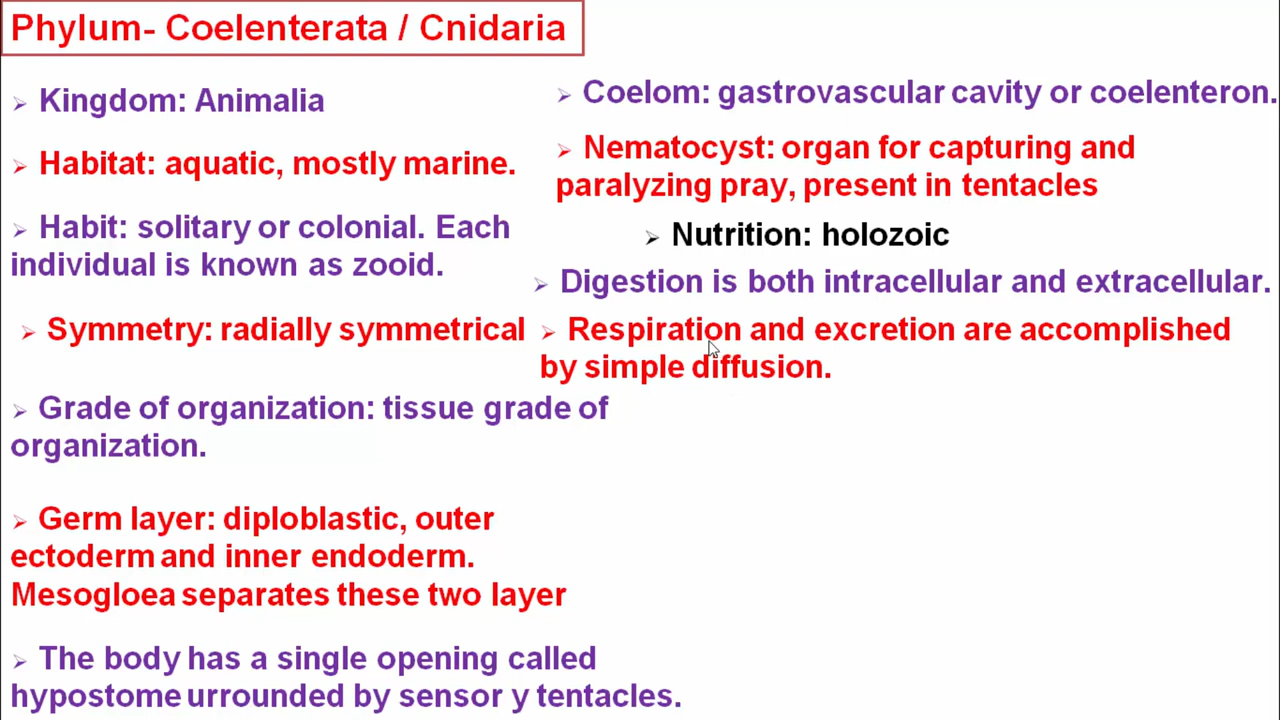 Phylum- Coelenterata / Cnidaria
➢ Kingdom: Animalia
➢ Habitat: aquatic, mostly marine.
➢ Habit: solitary or colonial. Each
individual is known as zooid.
➢ Symmetry: radially symmetrical
➢ Grade of organization: tissue grade of
organization.
➢ Germ layer: diploblastic, outer
ectoderm and inner endoderm.
Mesogloea separates these two layer
➢ The body has a single opening called
hypostome urrounded by sensor y tentacles.
➢ Coelom: gastrovascular cavity or coelenteron.
➢ Nematocyst: organ for capturing and
paralyzing pray, present in tentacles
➢ Nutrition: holozoic
➢ Digestion is both intracellular and extracellular.
➢ Respiration and excretion are accomplished
by simple diffusion.